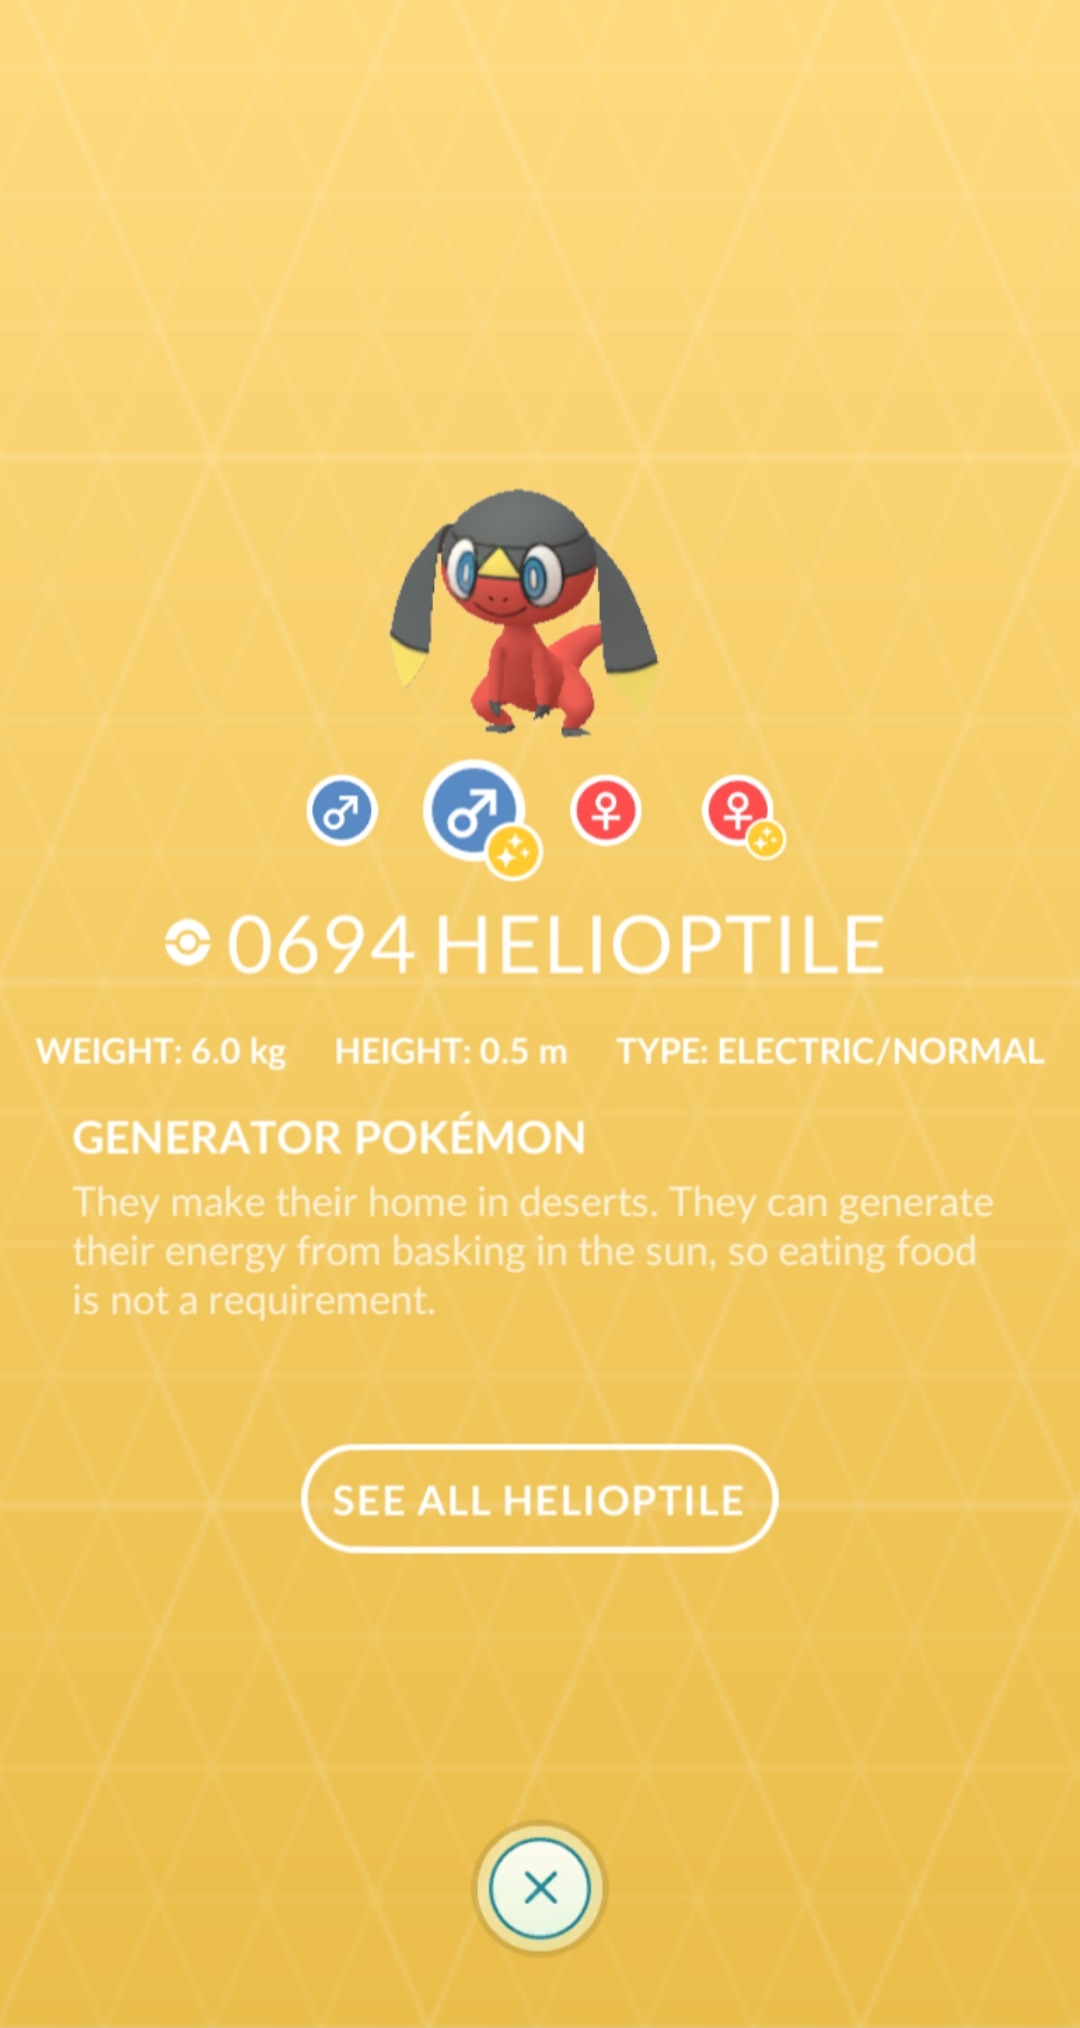 0694 HELIOPTILE
WEIGHT: 6.0 kg HEIGHT: 0.5 m TYPE: ELECTRIC/NORMAL
GENERATOR POKÉMON
They make their home in deserts. They can generate
their energy from basking in the sun, so eating food
is not a requirement.
SEE ALL HELIOPTILE